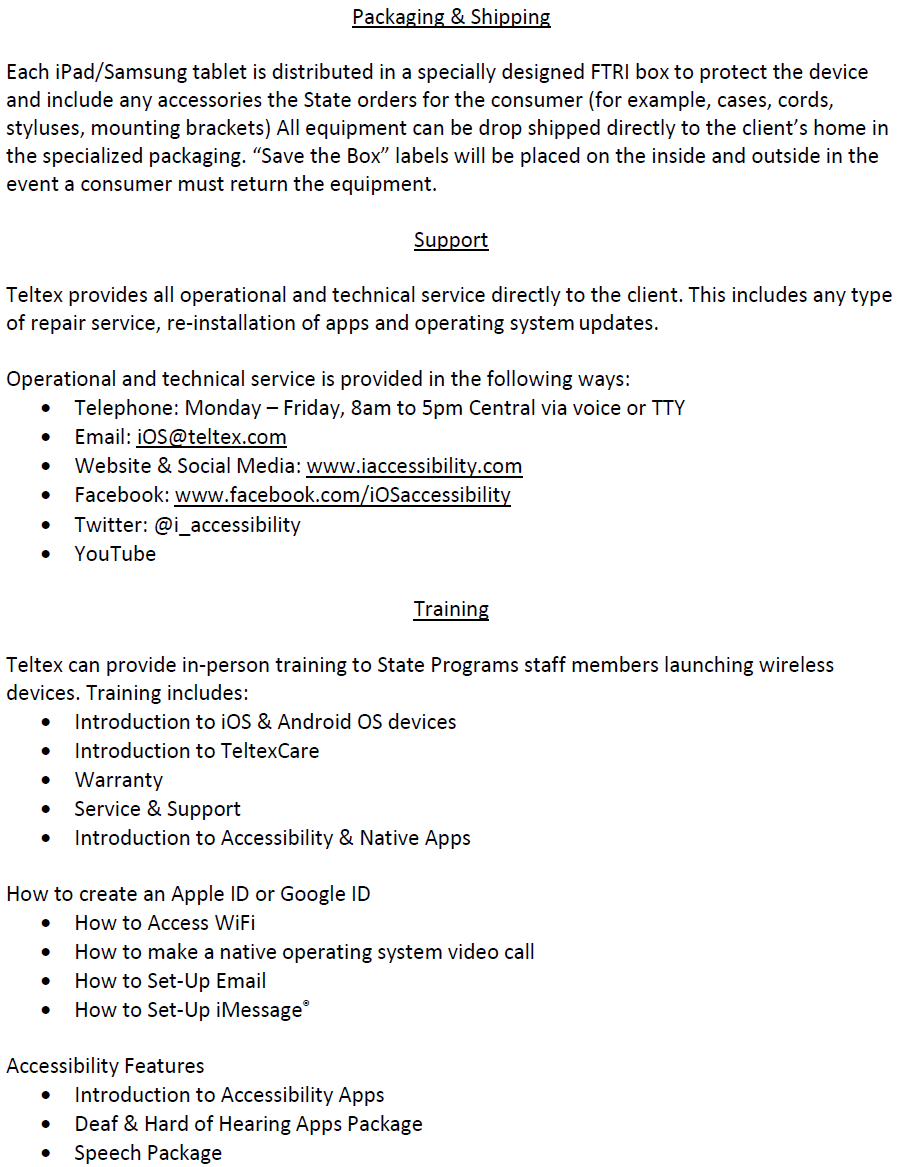 Packaging & Shipping
Each iPad/Samsung tablet is distributed in a specially designed FTRI box to protect the device
and include any accessories the State orders for the consumer (for example, cases, cords,
styluses, mounting brackets) All equipment can be drop shipped directly to the client’s home in
the specialized packaging. “Save the Box” labels will be placed on the inside and outside in the
event a consumer must return the equipment.
Support
Teltex provides all operational and technical service directly to the client. This includes any type
of repair service, re-installation of apps and operating system updates.
Operational and technical service is provided in the following ways:
• Telephone: Monday – Friday, 8am to 5pm Central via voice or TTY
• Email: iOS@teltex.com
• Website & Social Media: www.iaccessibility.com
• Facebook: www.facebook.com/iOSaccessibility
• Twitter: @i_accessibility
• YouTube
Training
Teltex can provide in-person training to State Programs staff members launching wireless
devices. Training includes:
• Introduction to iOS & Android OS devices
• Introduction to TeltexCare
• Warranty
• Service & Support
• Introduction to Accessibility & Native Apps
How to create an Apple ID or Google ID
• How to Access WiFi
• How to make a native operating system video call
• How to Set-Up Email
• How to Set-Up iMessage®
Accessibility Features
• Introduction to Accessibility Apps
• Deaf & Hard of Hearing Apps Package
• Speech Package